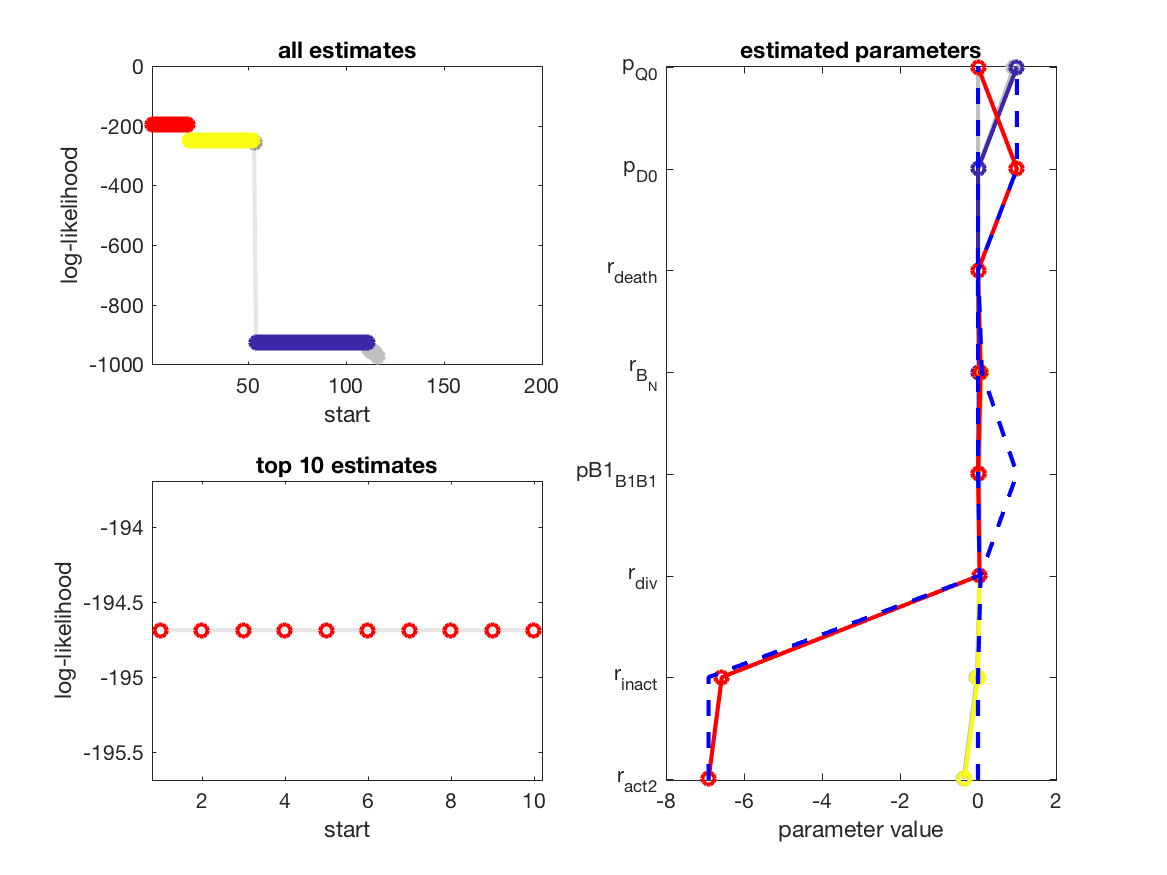 all estimates
0
-200
-400
-600
-800
-1000
50
100
150
200
log-likelihood
start
top 10 estimates
-194
-194.5
-195
-195.5
2
4
6
8
10
log-likelihood
start
estimated parameters
pQ0
pD0
rdeath
rBN
pB1B1B1
rdiv
rinact
ract2
-8
-6
-4
-2
0
2
parameter value